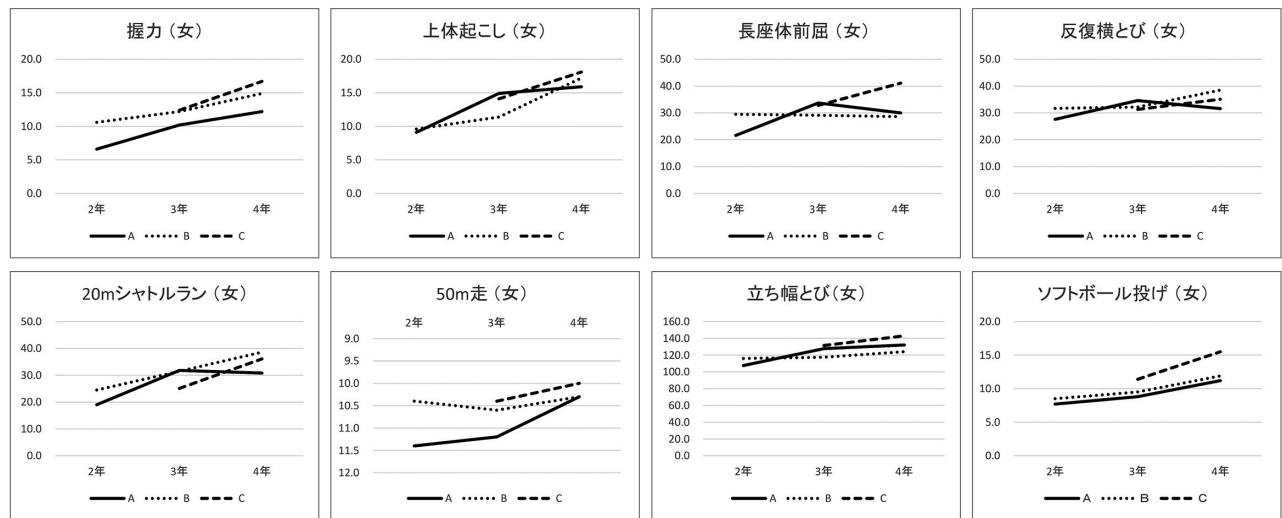 握力（女）
20.0
15.0
10.0
5.0
0.0
2年 3年 4年
A B C
上体起こし（女）
20.0
15.0
10.0
5.0
0.0
2年 3年 4年
A B C
長座体前屈（女）
50.0
40.0
30.0
20.0
10.0
0.0
2年 3年 4年
A B C
反復横とび（女）
50.0
40.0
30.0
20.0
10.0
0.0
2年 3年 4年
A B C
20mシャトルラン（女）
50.0
40.0
30.0
20.0
10.0
0.0
2年 3年 4年
A B C
50m走（女）
2年 3年 4年
9.0
9.5
10.0
10.5
11.0
11.5
12.0
A B C
立ち幅とび（女）
160.0
140.0
120.0
100.0
80.0
60.0
40.0
20.0
0.0
2年 3年 4年
A B C
ソフトボール投げ（女）
20.0
15.0
10.0
5.0
0.0
2年 3年 4年
A B C